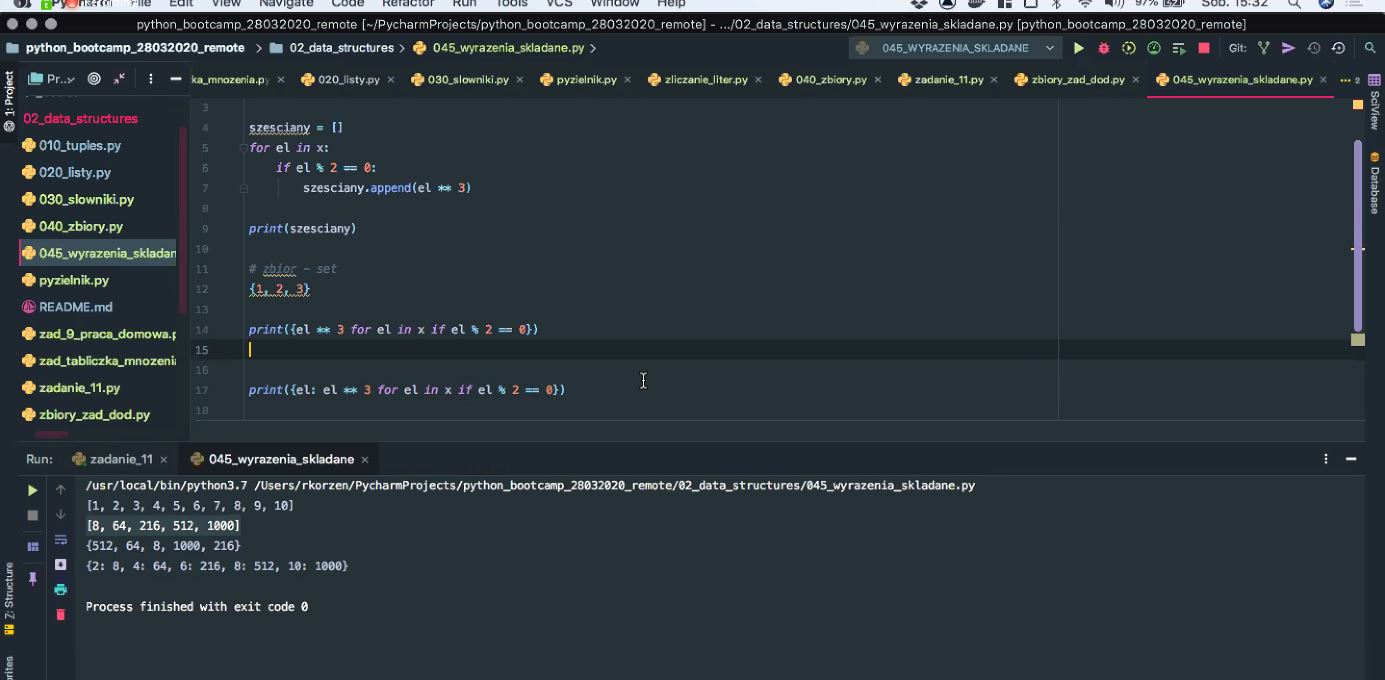 File Edit View Navigate Code Refactor Run Tools VCS Window Help 97% Sob. 15:32
python_bootcamp_28032020_remote [~/PycharmProjects/python_bootcamp_28032020_remote] - .../02_data_structures/045_wyrazenia_skladane.py [python_bootcamp_28032020_remote]
python_bootcamp_28032020_remote 02_data_structures 045_wyrazenia_skladane.py 045_WYRAZENIA_SKLADANE Git:
1: Project
Pr... ka_mnozenia.py 020_listy.py 030_slowniki.py pyzielnik.py zliczanie_liter.py 040_zbiory.py zadanie_11.py zbiory_zad_dod.py 045_wyrazenia_skladane.py 2
SciView
Database
02_data_structures
010_tuples.py
020_listy.py
030_slowniki.py
040_zbiory.py
045_wyrazenia_skladan
pyzielnik.py
README.md
zad_9_praca_domowa.p
zad_tabliczka_mnozenia
zadanie_11.py
zbiory_zad_dod.py
3
4 szesciany = []
5 for el in x:
6 if el % 2 == 0:
7 szesciany.append(el ** 3)
8
9 print(szesciany)
10
11 # zbior - set
12 {1, 2, 3}
13
14 print({el ** 3 for el in x if el % 2 == 0})
15
16
17 print({el: el ** 3 for el in x if el % 2 == 0})
18
Run: zadanie_11 045_wyrazenia_skladane
/usr/local/bin/python3.7 /Users/rkorzen/PycharmProjects/python_bootcamp_28032020_remote/02_data_structures/045_wyrazenia_skladane.py
[1, 2, 3, 4, 5, 6, 7, 8, 9, 10]
[8, 64, 216, 512, 1000]
{512, 64, 8, 1000, 216}
{2: 8, 4: 64, 6: 216, 8: 512, 10: 1000}
Process finished with exit code 0
Z: Structure